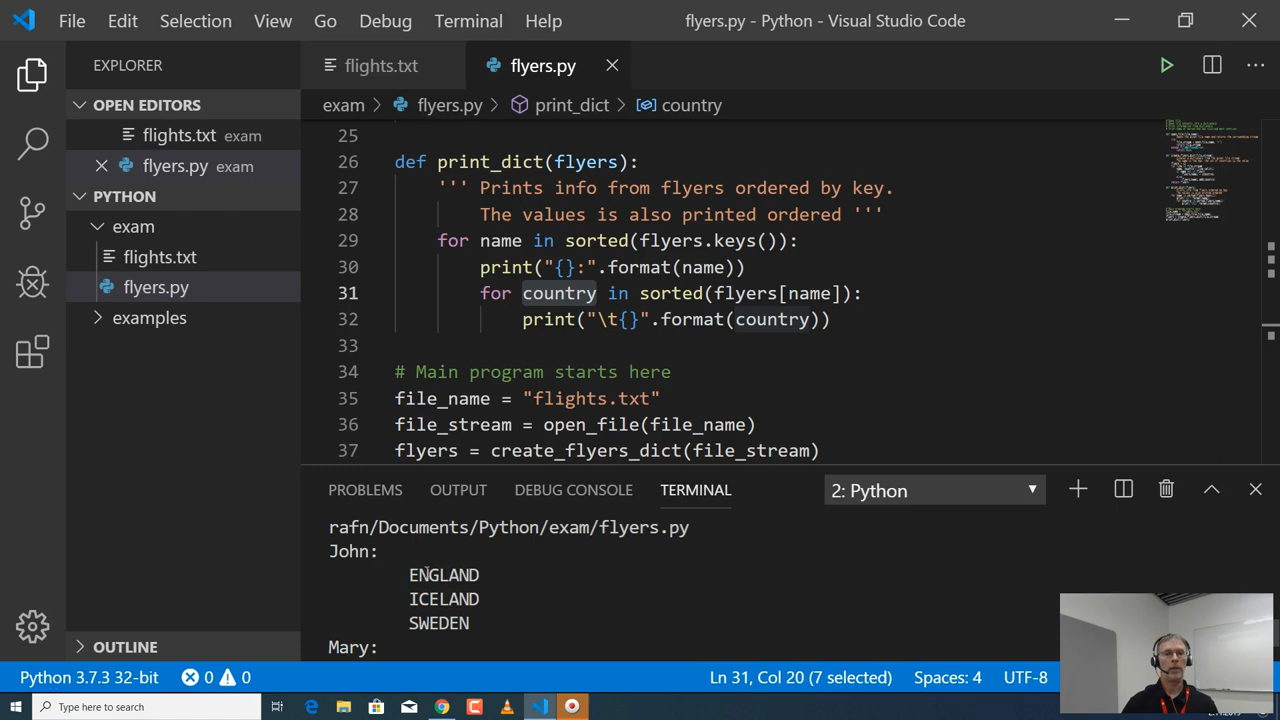 File Edit Selection View Go Debug Terminal Help flyers.py - Python - Visual Studio Code
EXPLORER
OPEN EDITORS
flights.txt exam
flyers.py exam
PYTHON
exam
flights.txt
flyers.py
examples
OUTLINE
flights.txt flyers.py
exam > flyers.py > print_dict > country
25
26 def print_dict(flyers):
27 ''' Prints info from flyers ordered by key.
28 The values is also printed ordered '''
29 for name in sorted(flyers.keys()):
30 print("{}:".format(name))
31 for country in sorted(flyers[name]):
32 print("\t{}".format(country))
33
34 # Main program starts here
35 file_name = "flights.txt"
36 file_stream = open_file(file_name)
37 flyers = create_flyers_dict(file_stream)
PROBLEMS OUTPUT DEBUG CONSOLE TERMINAL 2: Python
rafn/Documents/Python/exam/flyers.py
John:
ENGLAND
ICELAND
SWEDEN
Mary:
Python 3.7.3 32-bit 0 0 Ln 31, Col 20 (7 selected) Spaces: 4 UTF-8
Type here to search